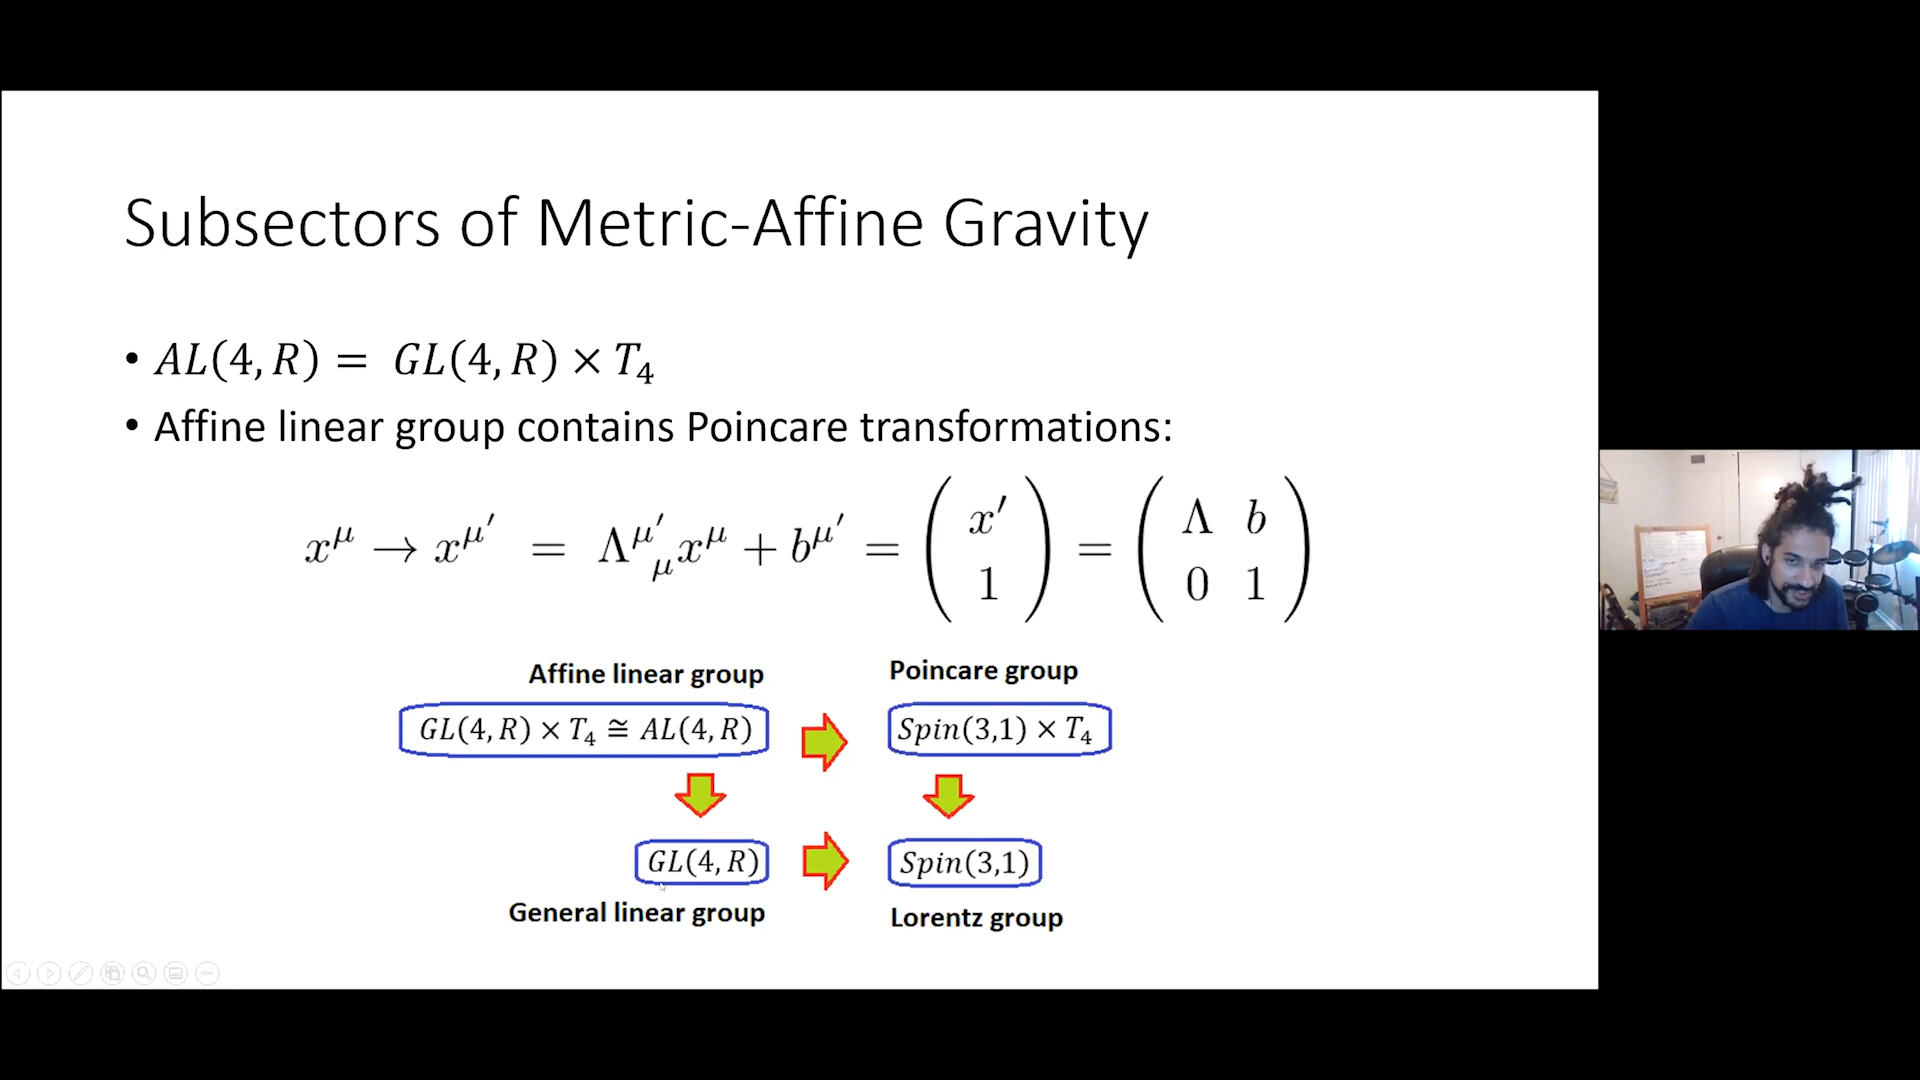 Subsectors of Metric-Affine Gravity
• AL(4, R) = GL(4, R) × T₄
• Affine linear group contains Poincare transformations:
x^μ → x^{μ′} = Λ^{μ′}_μ x^μ + b^{μ′} = ( x′ 1 ) = ( Λ b 0 1 )
Affine linear group
Poincare group
GL(4, R) × T₄ ≅ AL(4, R)
Spin(3,1) × T₄
GL(4, R)
Spin(3,1)
General linear group
Lorentz group